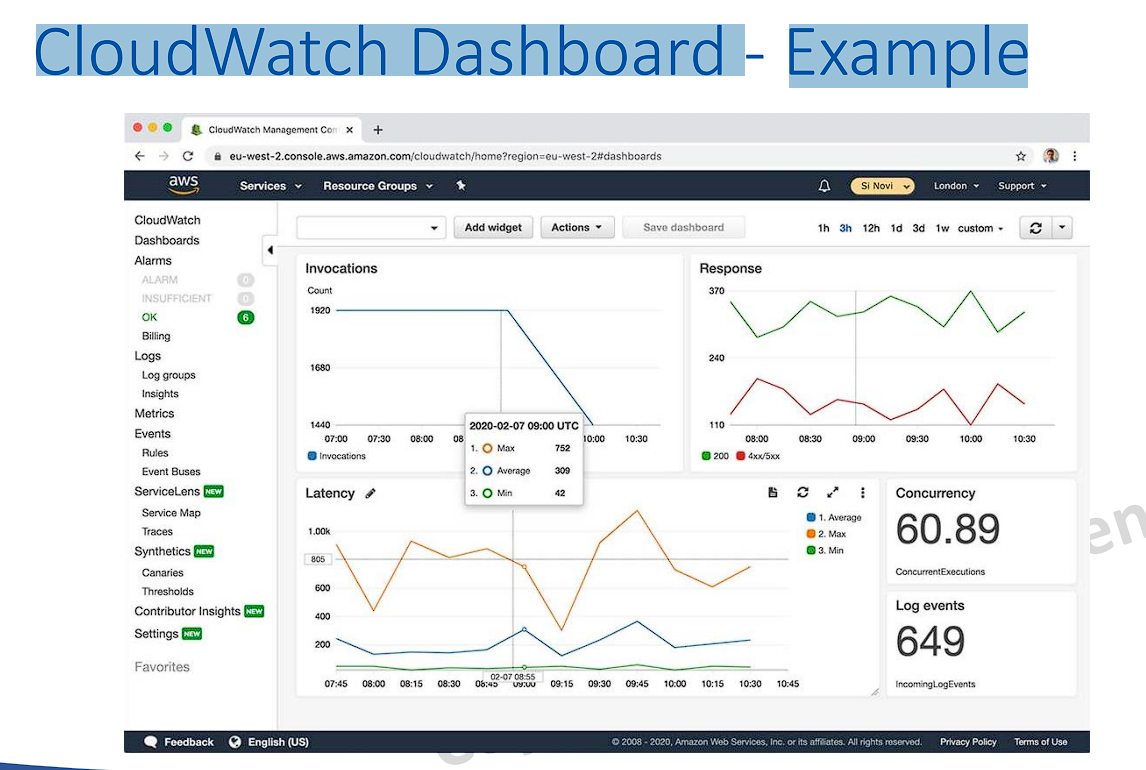 CloudWatch Dashboard - Example
CloudWatch Management Con
eu-west-2.console.aws.amazon.com/cloudwatch/home?region=eu-west-2#dashboards
aws Services Resource Groups Si Novi London Support
CloudWatch
Dashboards
Alarms
ALARM 0
INSUFFICIENT 0
OK 6
Billing
Logs
Log groups
Insights
Metrics
Events
Rules
Event Buses
ServiceLens NEW
Service Map
Traces
Synthetics NEW
Canaries
Thresholds
Contributor Insights NEW
Settings NEW
Favorites
Add widget Actions Save dashboard 1h 3h 12h 1d 3d 1w custom
Invocations
Count
1920
1680
1440
07:00 07:30 08:00 08 10:00 10:30
Invocations
2020-02-07 09:00 UTC
1. Max 752
2. Average 309
3. Min 42
Response
370
240
110
08:00 08:30 09:00 09:30 10:00 10:30
200 4xx/5xx
Latency
1. Average
2. Max
3. Min
1.00k
805
600
400
200
02-07 08:55
07:45 08:00 08:15 08:30 08:45 09:00 09:15 09:30 09:45 10:00 10:15 10:30 10:45
Concurrency
60.89
ConcurrentExecutions
Log events
649
IncomingLogEvents
Feedback English (US) © 2008 - 2020, Amazon Web Services, Inc. or its affiliates. All rights reserved. Privacy Policy Terms of Use